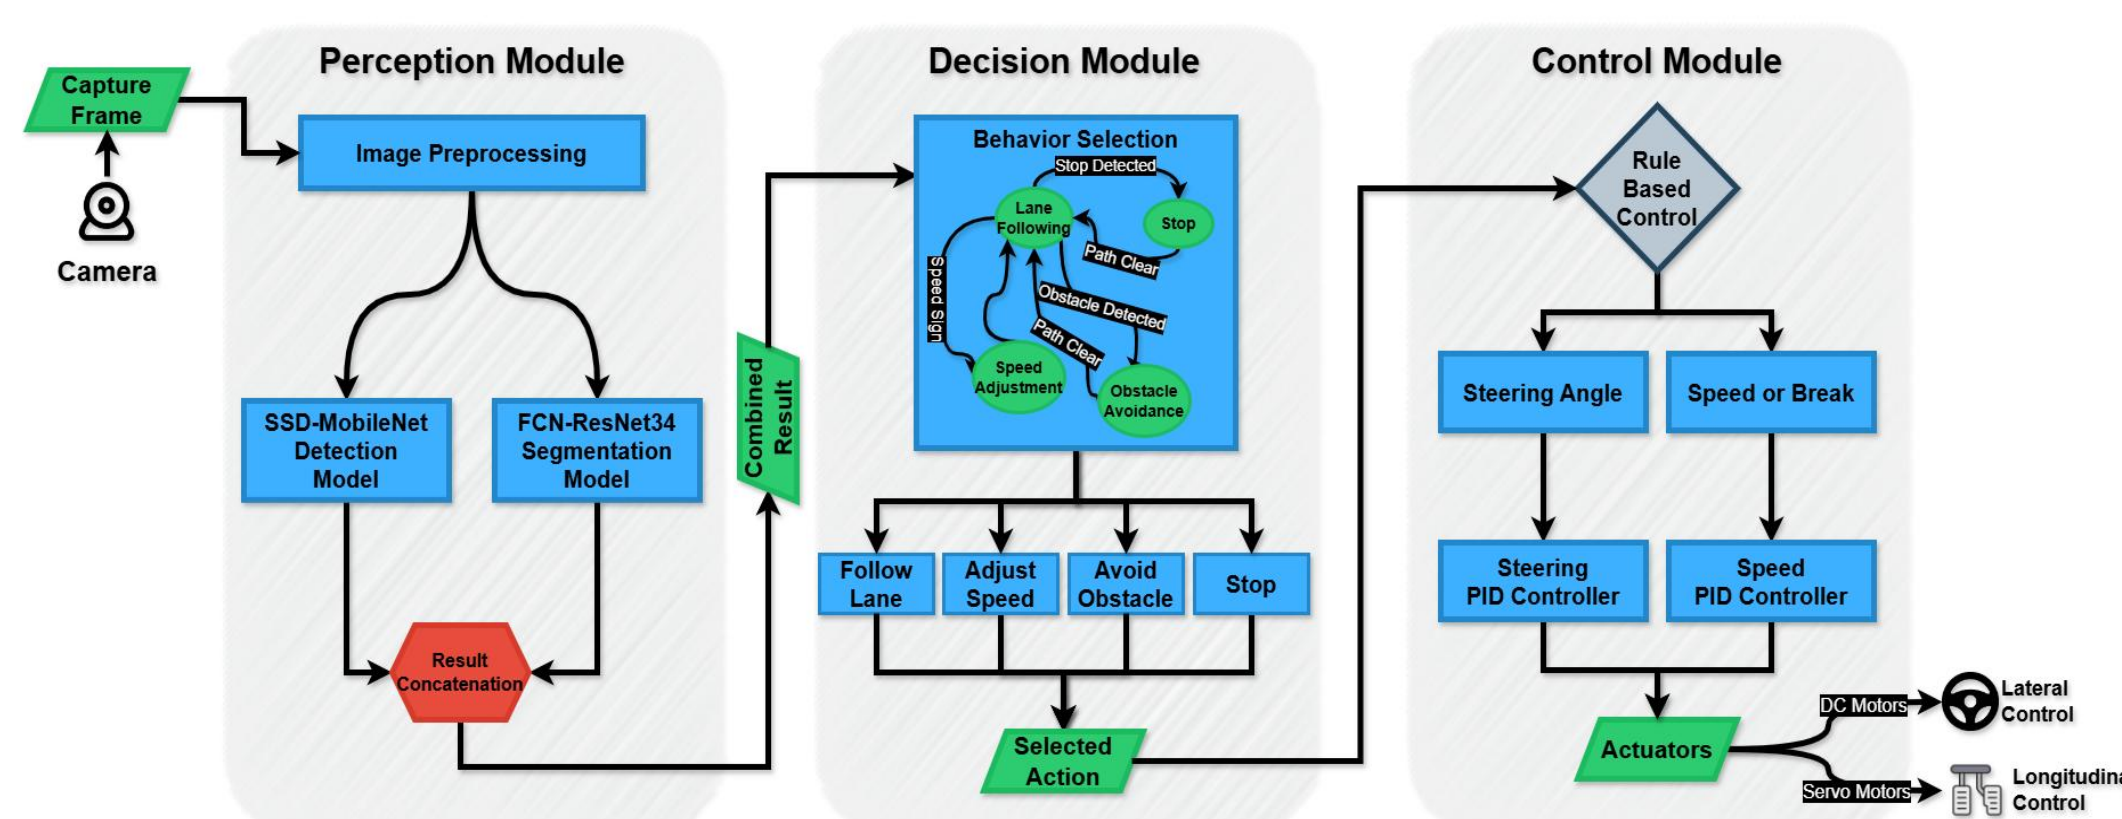 Perception Module
Decision Module
Control Module
Capture
Frame
Camera
Image Preprocessing
SSD-MobileNet
Detection
Model
FCN-ResNet34
Segmentation
Model
Result
Concatenation
Combined
Result
Behavior Selection
Stop Detected
Lane
Following
Stop
Path Clear
Speed Sign
Obstacle Detected
Path Clear
Speed
Adjustment
Obstacle
Avoidance
Follow
Lane
Adjust
Speed
Avoid
Obstacle
Stop
Selected
Action
Rule
Based
Control
Steering Angle
Speed or Break
Steering
PID Controller
Speed
PID Controller
Actuators
DC Motors
Lateral
Control
Servo Motors
Longitudina
Control